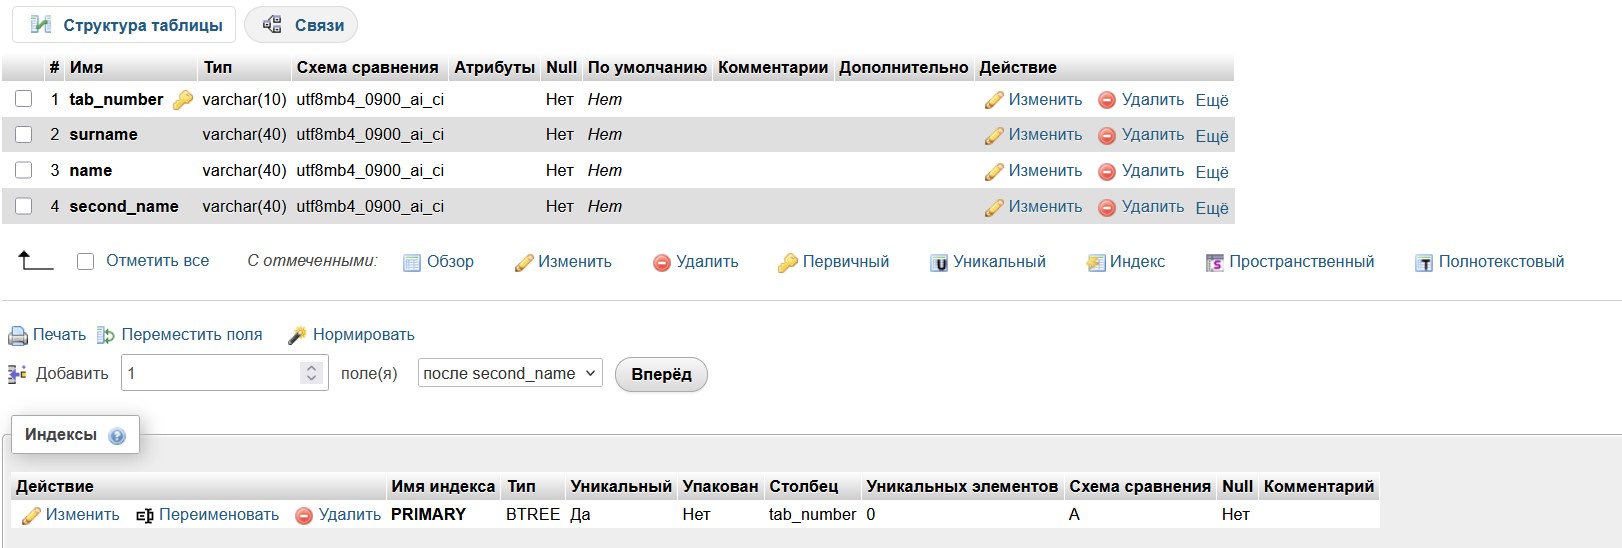 Структура таблицы Связи
# Имя Тип Схема сравнения Атрибуты Null По умолчанию Комментарии Дополнительно Действие
1 tab_number varchar(10) utf8mb4_0900_ai_ci Нет Нет Изменить Удалить Ещё
2 surname varchar(40) utf8mb4_0900_ai_ci Нет Нет Изменить Удалить Ещё
3 name varchar(40) utf8mb4_0900_ai_ci Нет Нет Изменить Удалить Ещё
4 second_name varchar(40) utf8mb4_0900_ai_ci Нет Нет Изменить Удалить Ещё
Отметить все С отмеченными: Обзор Изменить Удалить Первичный Уникальный Индекс Пространственный Полнотекстовый
Печать Переместить поля Нормировать
Добавить 1 поле(я) после second_name Вперёд
Индексы
Действие Имя индекса Тип Уникальный Упакован Столбец Уникальных элементов Схема сравнения Null Комментарий
Изменить Переименовать Удалить PRIMARY BTREE Да Нет tab_number 0 A Нет